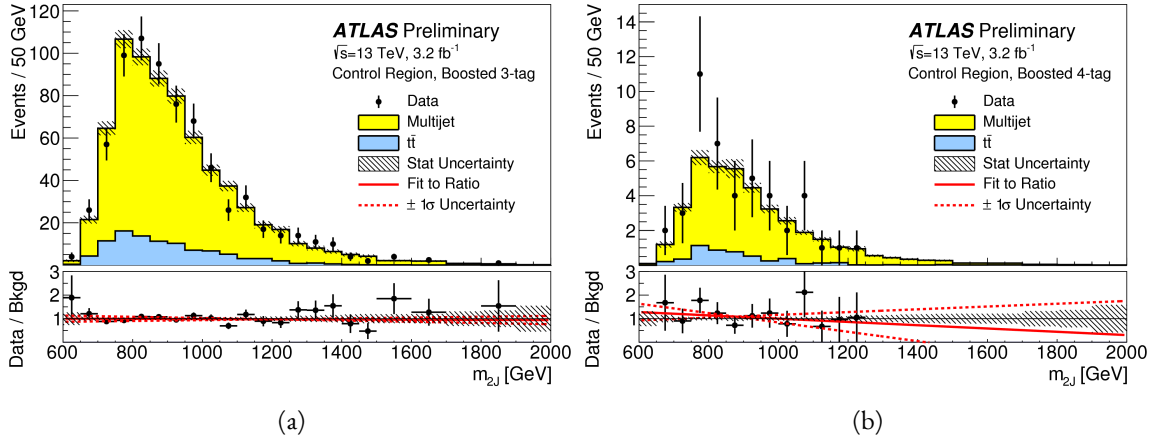 Events / 50 GeV
120
100
80
60
40
20
ATLAS Preliminary
√s=13 TeV, 3.2 fb⁻¹
Control Region, Boosted 3-tag
Data
Multijet
tt̄
Stat Uncertainty
Fit to Ratio
± 1σ Uncertainty
Data / Bkgd
3
2
1
600 800 1000 1200 1400 1600 1800 2000
m2J [GeV]
(a)
Events / 50 GeV
14
12
10
8
6
4
2
0
ATLAS Preliminary
√s=13 TeV, 3.2 fb⁻¹
Control Region, Boosted 4-tag
Data
Multijet
tt̄
Stat Uncertainty
Fit to Ratio
± 1σ Uncertainty
Data / Bkgd
3
2
1
600 800 1000 1200 1400 1600 1800 2000
m2J [GeV]
(b)